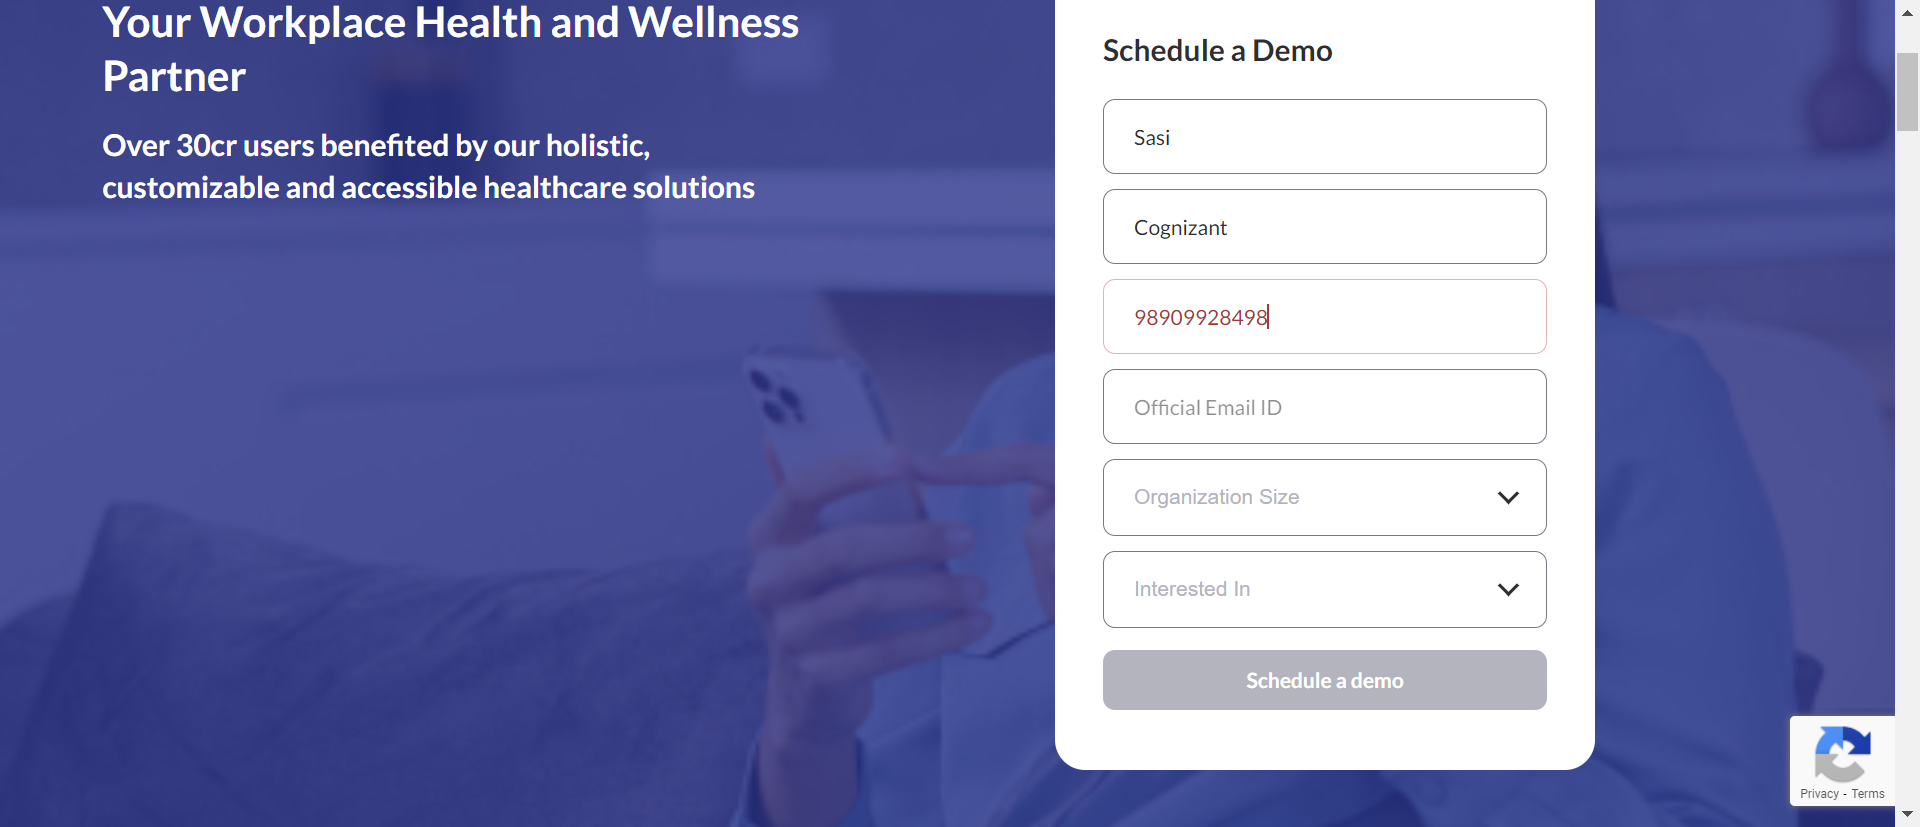 Your Workplace Health and Wellness
Partner
Over 30cr users benefited by our holistic,
customizable and accessible healthcare solutions
Schedule a Demo
Sasi
Cognizant
98909928498
Official Email ID
Organization Size
Interested In
Schedule a demo
Privacy - Terms